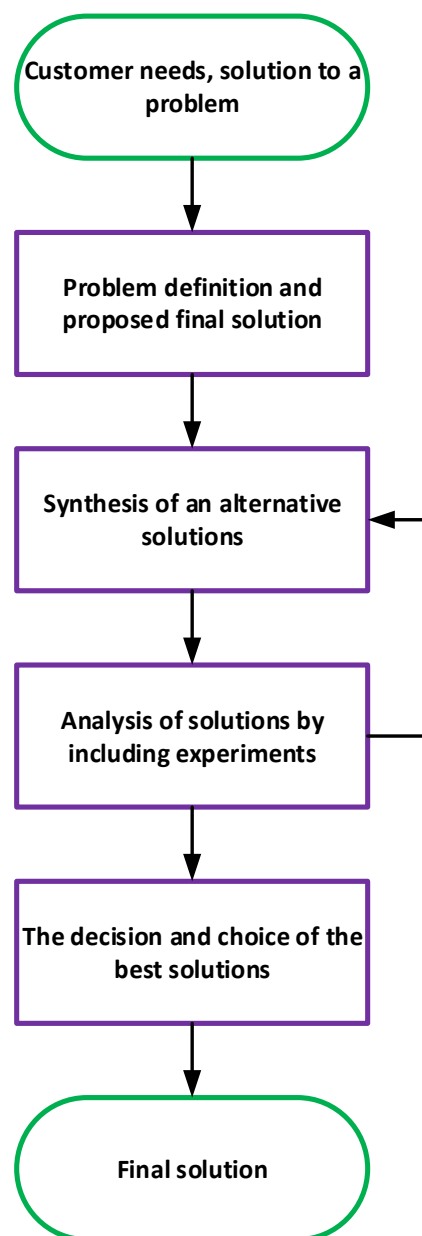 Customer needs, solution to a
problem
Problem definition and
proposed final solution
Synthesis of an alternative
solutions
Analysis of solutions by
including experiments
The decision and choice of the
best solutions
Final solution